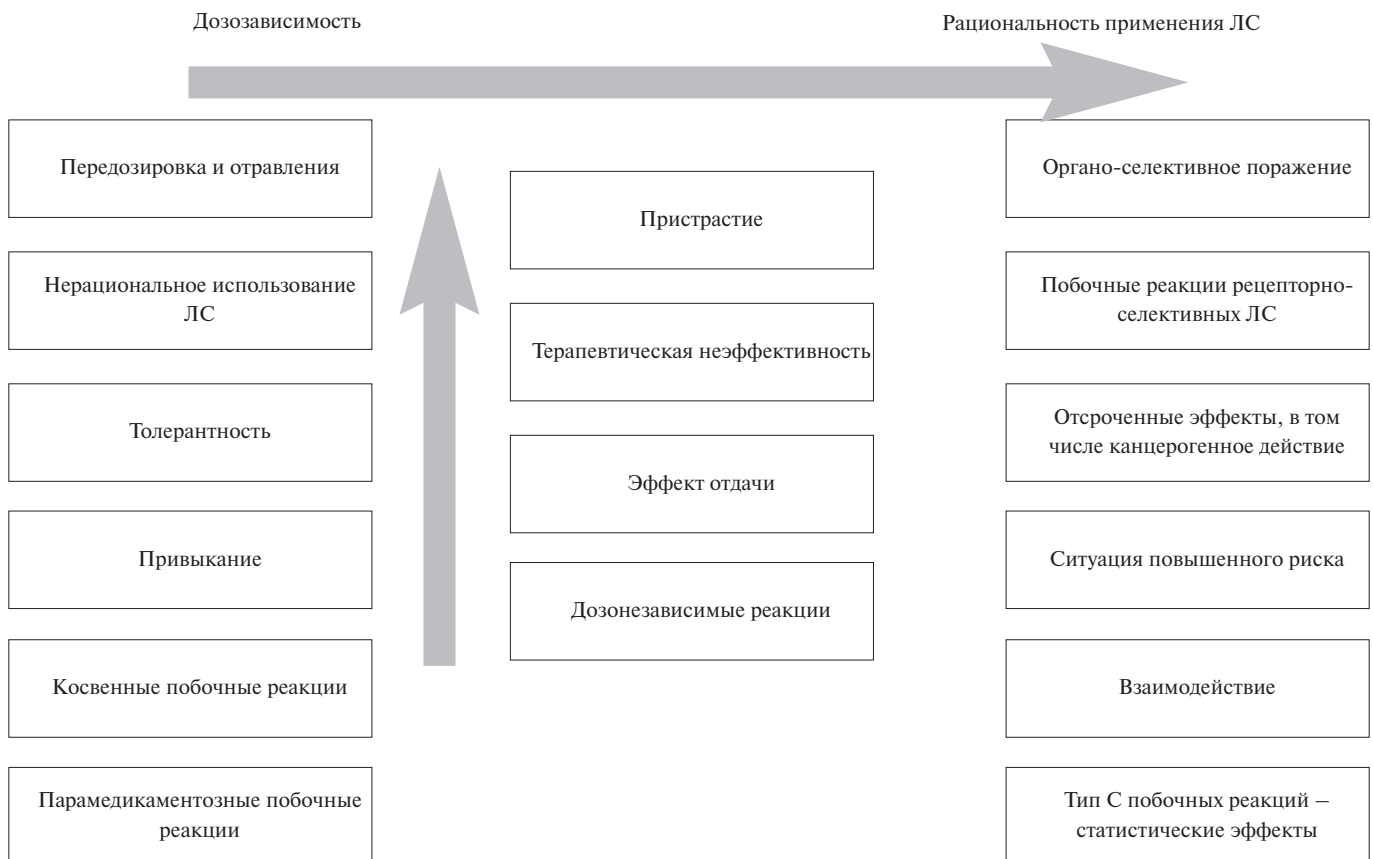 Дозозависимость
Рациональность применения ЛС
Передозировка и отравления
Нерациональное использование
ЛС
Толерантность
Привыкание
Косвенные побочные реакции
Парамедикаментозные побочные
реакции
Пристрастие
Терапевтическая неэффективность
Эффект отдачи
Дозонезависимые реакции
Органо-селективное поражение
Побочные реакции рецепторно-
селективных ЛС
Отсроченные эффекты, в том
числе канцерогенное действие
Ситуация повышенного риска
Взаимодействие
Тип С побочных реакций –
статистические эффекты